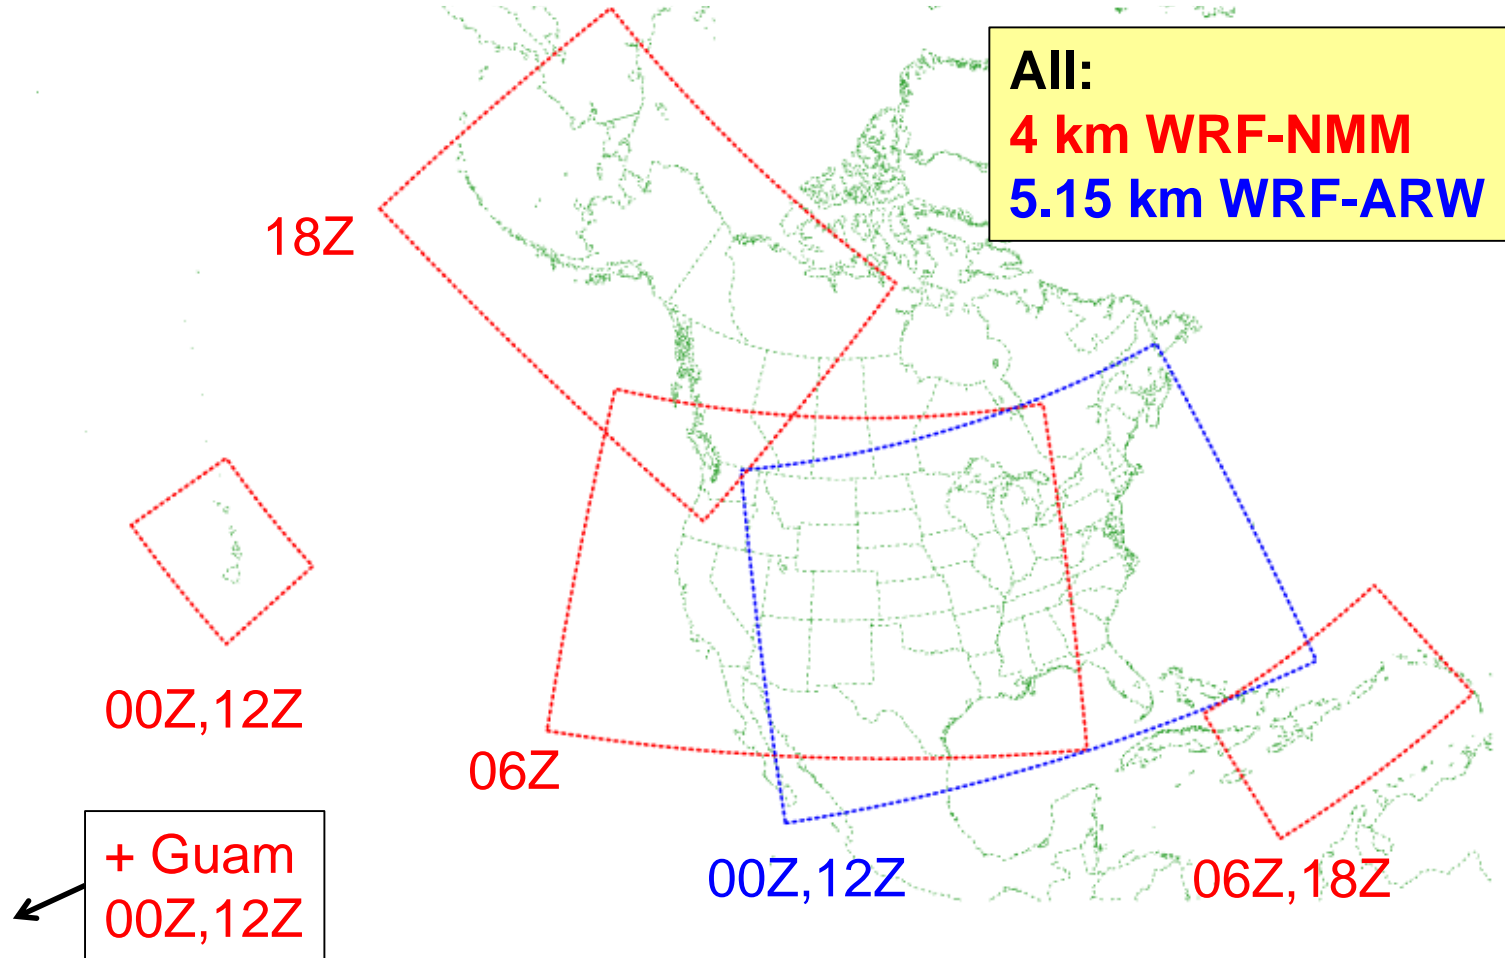 All:
4 km WRF-NMM
5.15 km WRF-ARW
18Z
00Z,12Z
06Z
+ Guam
00Z,12Z
00Z,12Z
06Z,18Z